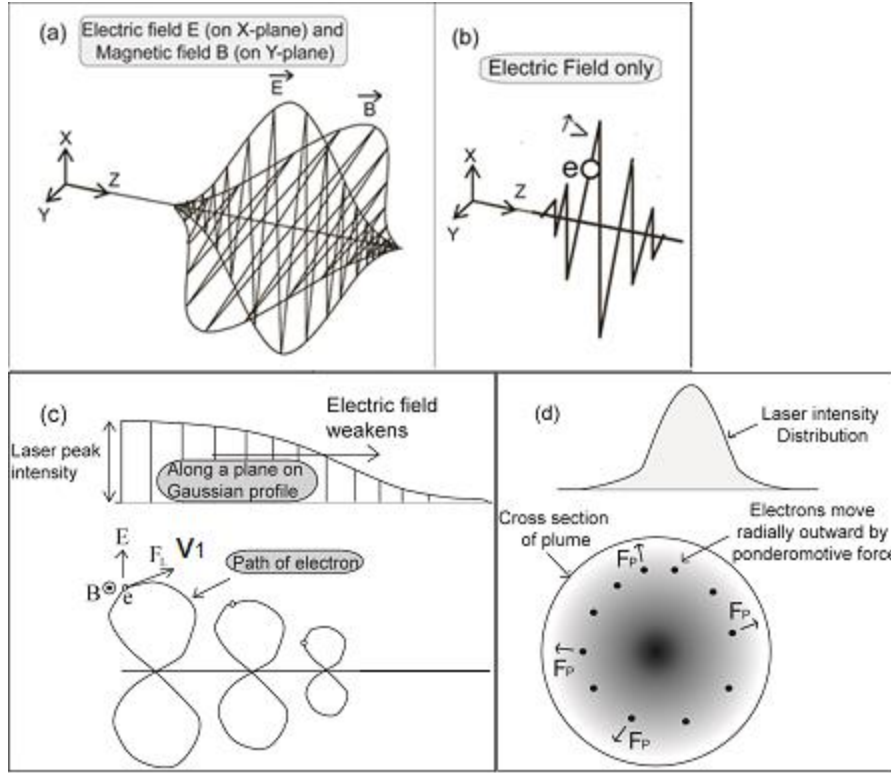 (a)
Electric field E (on X-plane) and
Magnetic field B (on Y-plane)
E
B
X
Z
Y
(b)
Electric Field only
e
X
Z
Y
(c)
Electric field
weakens
Laser peak
intensity
Along a plane on
Gaussian profile
E
F
V1
Path of electron
B
e
(d)
Laser intensity
Distribution
Cross section
of plume
Electrons move
radially outward by
ponderomotive force
FP
FP
FP
FP